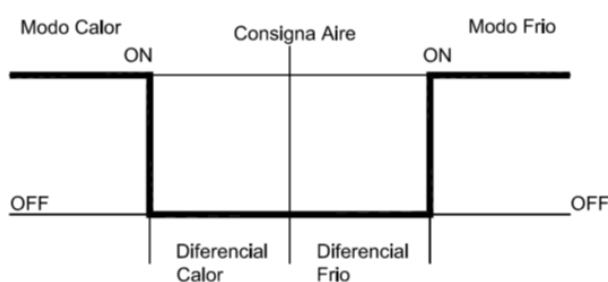 Modo Calor
Consigna Aire
Modo Frio
ON
ON
OFF
OFF
Diferencial
Calor
Diferencial
Frio